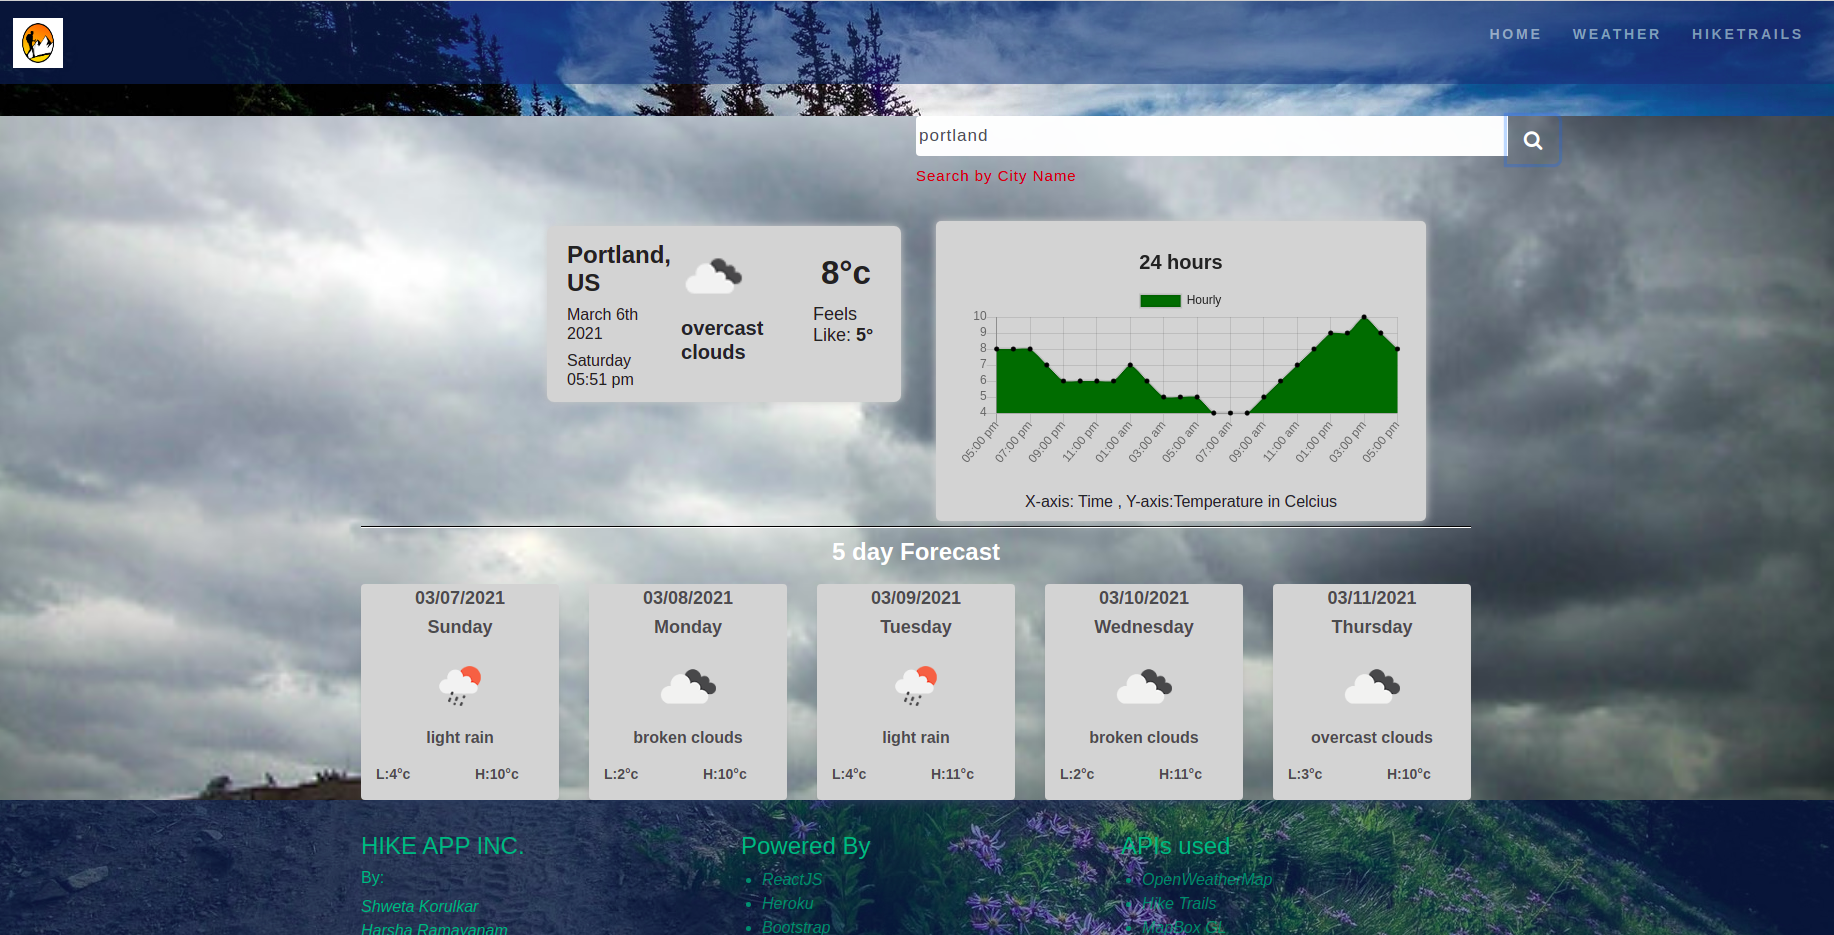 HOME WEATHER HIKETRAILS
portland
Search by City Name
Portland,
US
March 6th
2021
Saturday
05:51 pm
overcast
clouds
8°c
Feels
Like: 5°
24 hours
Hourly
10
9
8
7
6
5
4
05:00 pm 07:00 pm 09:00 pm 11:00 pm 01:00 am 03:00 am 05:00 am 07:00 am 09:00 am 11:00 am 01:00 pm 03:00 pm 05:00 pm
X-axis: Time , Y-axis:Temperature in Celcius
5 day Forecast
03/07/2021
Sunday
light rain
L:4°c H:10°c
03/08/2021
Monday
broken clouds
L:2°c H:10°c
03/09/2021
Tuesday
light rain
L:4°c H:11°c
03/10/2021
Wednesday
broken clouds
L:2°c H:11°c
03/11/2021
Thursday
overcast clouds
L:3°c H:10°c
HIKE APP INC.
By:
Shweta Korulkar
Harsha Ramayanam
Powered By
ReactJS
Heroku
Bootstrap
APIs used
OpenWeatherMap
Hike Trails
MapBox GL